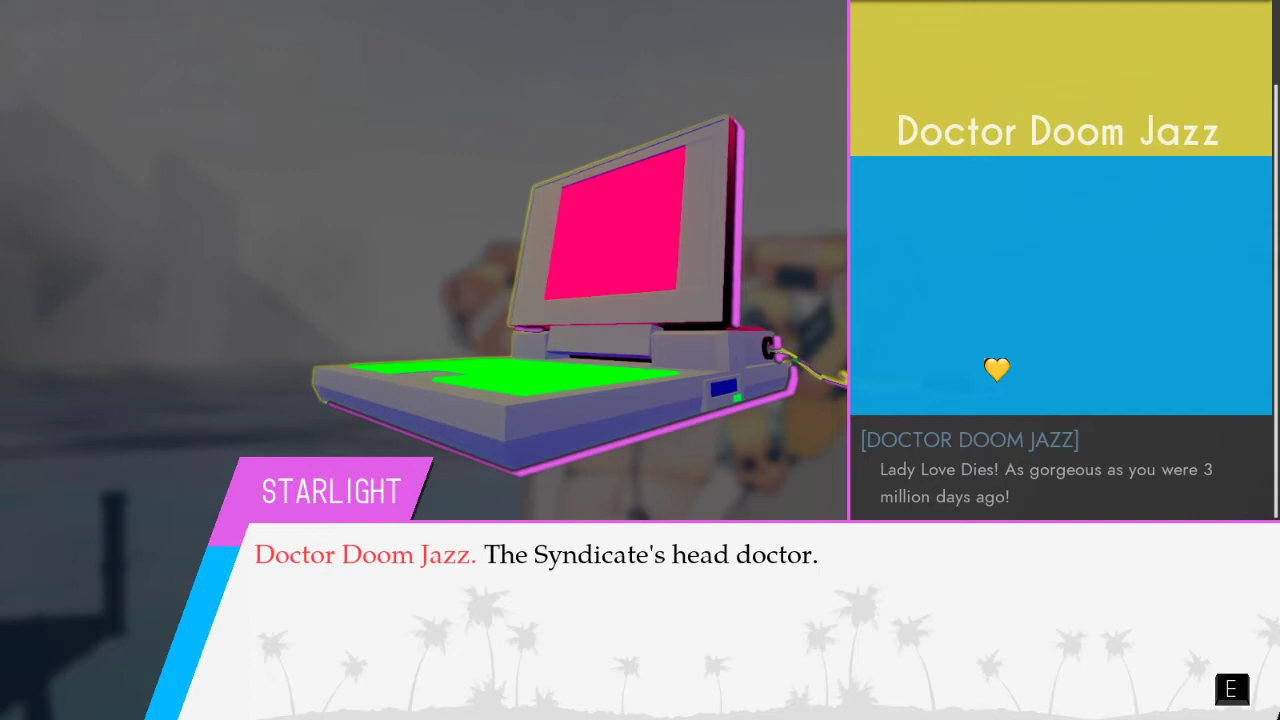 Doctor Doom Jazz
[DOCTOR DOOM JAZZ]
Lady Love Dies! As gorgeous as you were 3
million days ago!
STARLIGHT
Doctor Doom Jazz. The Syndicate's head doctor.
E